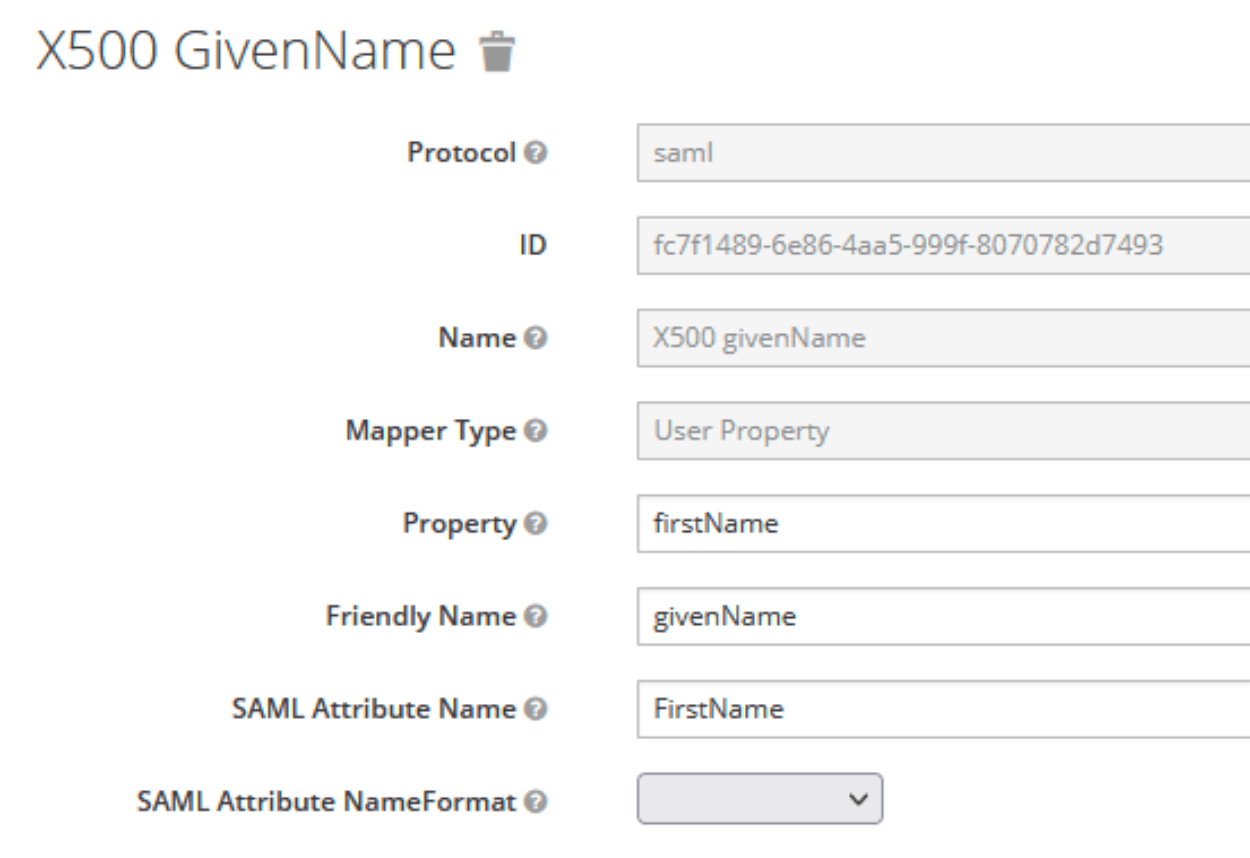 X500 GivenName
Protocol saml
ID fc7f1489-6e86-4aa5-999f-8070782d7493
Name X500 givenName
Mapper Type User Property
Property firstName
Friendly Name givenName
SAML Attribute Name FirstName
SAML Attribute NameFormat